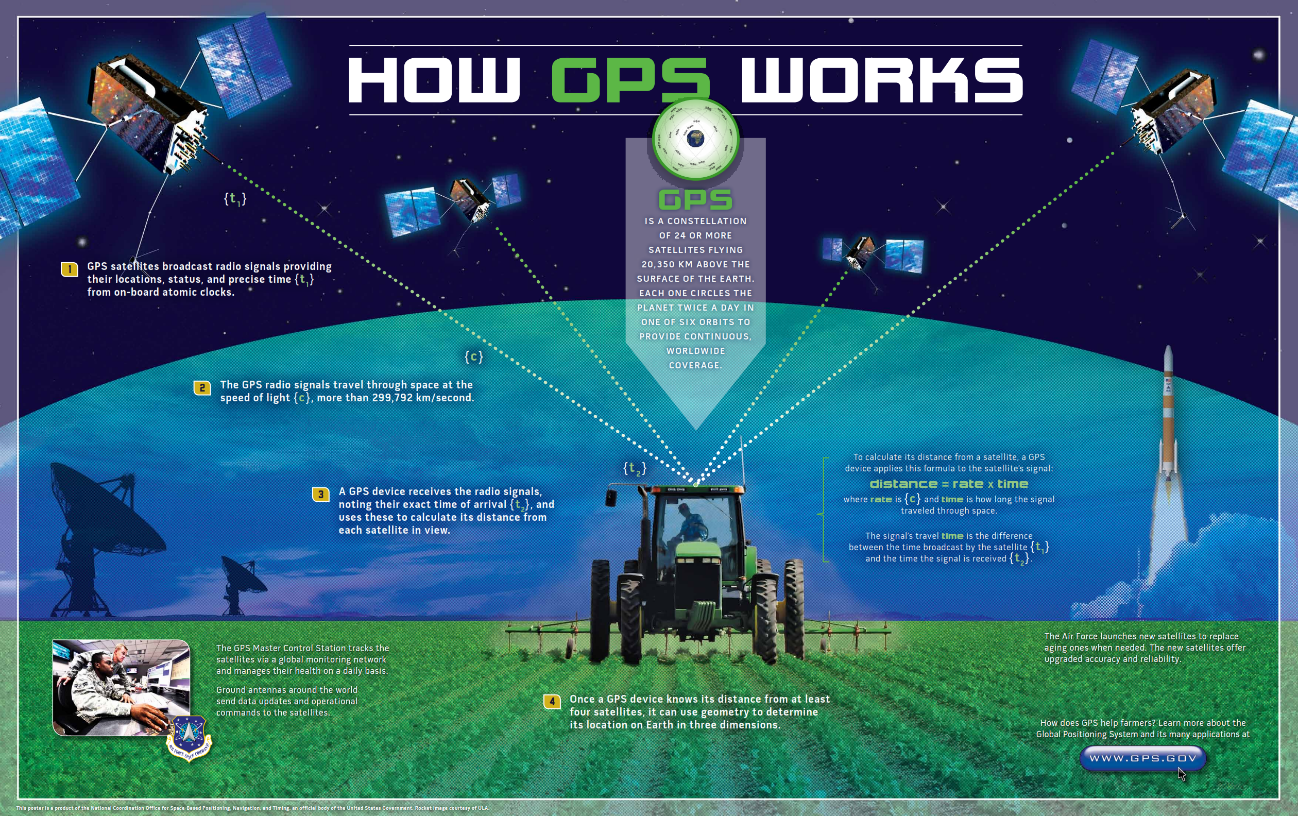 HOW GPS WORKS
GPS
IS A CONSTELLATION
OF 24 OR MORE
SATELLITES FLYING
20,350 KM ABOVE THE
SURFACE OF THE EARTH.
EACH ONE CIRCLES THE
PLANET TWICE A DAY IN
ONE OF SIX ORBITS TO
PROVIDE CONTINUOUS,
WORLDWIDE
COVERAGE.
{t₁}
1
GPS satellites broadcast radio signals providing
their locations, status, and precise time {t₁}
from on-board atomic clocks.
{c}
2
The GPS radio signals travel through space at the
speed of light {c}, more than 299,792 km/second.
{t₂}
3
A GPS device receives the radio signals,
noting their exact time of arrival {t₂}, and
uses these to calculate its distance from
each satellite in view.
To calculate its distance from a satellite, a GPS
device applies this formula to the satellite's signal:
distance = rate x time
where rate is {c} and time is how long the signal
traveled through space.
The signal's travel time is the difference
between the time broadcast by the satellite {t₁}
and the time the signal is received {t₂}.
The GPS Master Control Station tracks the
satellites via a global monitoring network
and manages their health on a daily basis.
Ground antennas around the world
send data updates and operational
commands to the satellites.
4
Once a GPS device knows its distance from at least
four satellites, it can use geometry to determine
its location on Earth in three dimensions.
The Air Force launches new satellites to replace
aging ones when needed. The new satellites offer
upgraded accuracy and reliability.
How does GPS help farmers? Learn more about the
Global Positioning System and its many applications at
WWW.GPS.GOV
This poster is a product of the National Coordination Office for Space-Based Positioning, Navigation, and Timing, an official body of the United States Government. Rocket image courtesy of ULA.